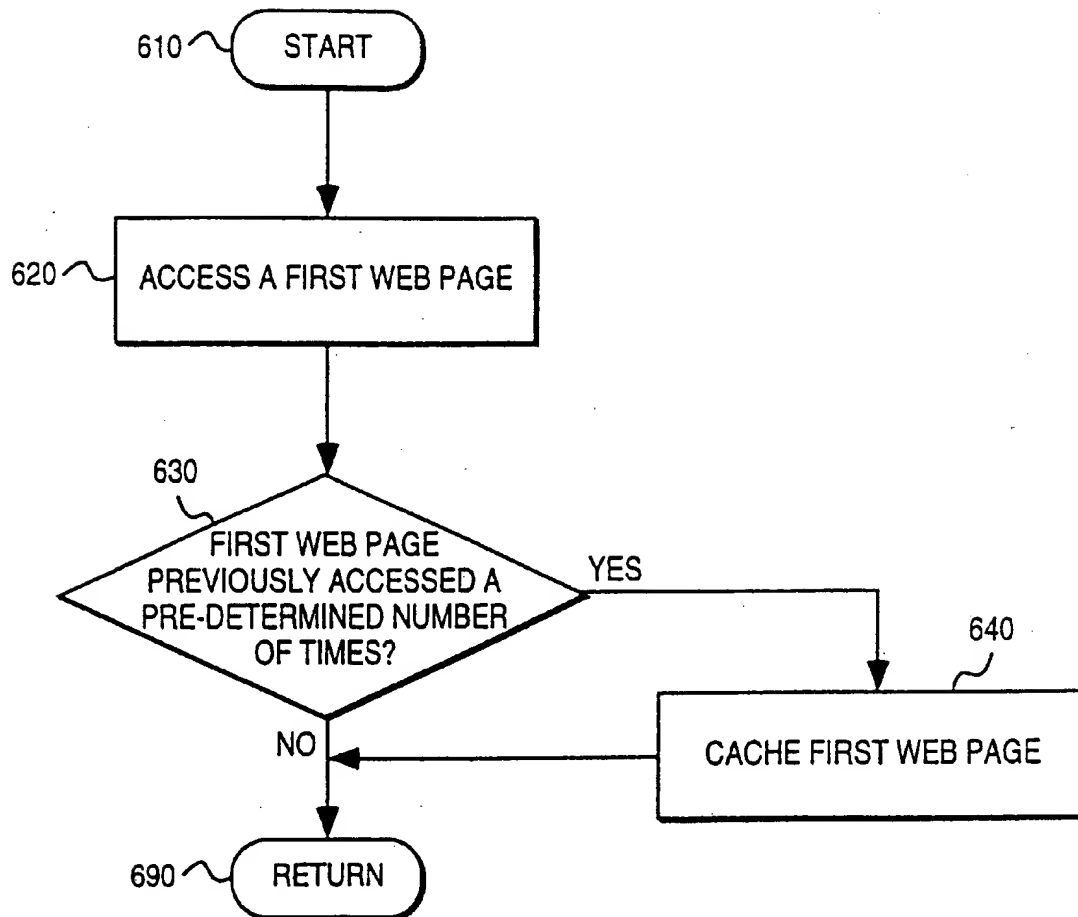 610
START
620
ACCESS A FIRST WEB PAGE
630
FIRST WEB PAGE
PREVIOUSLY ACCESSED A
PRE-DETERMINED NUMBER
OF TIMES?
YES
640
CACHE FIRST WEB PAGE
NO
690
RETURN